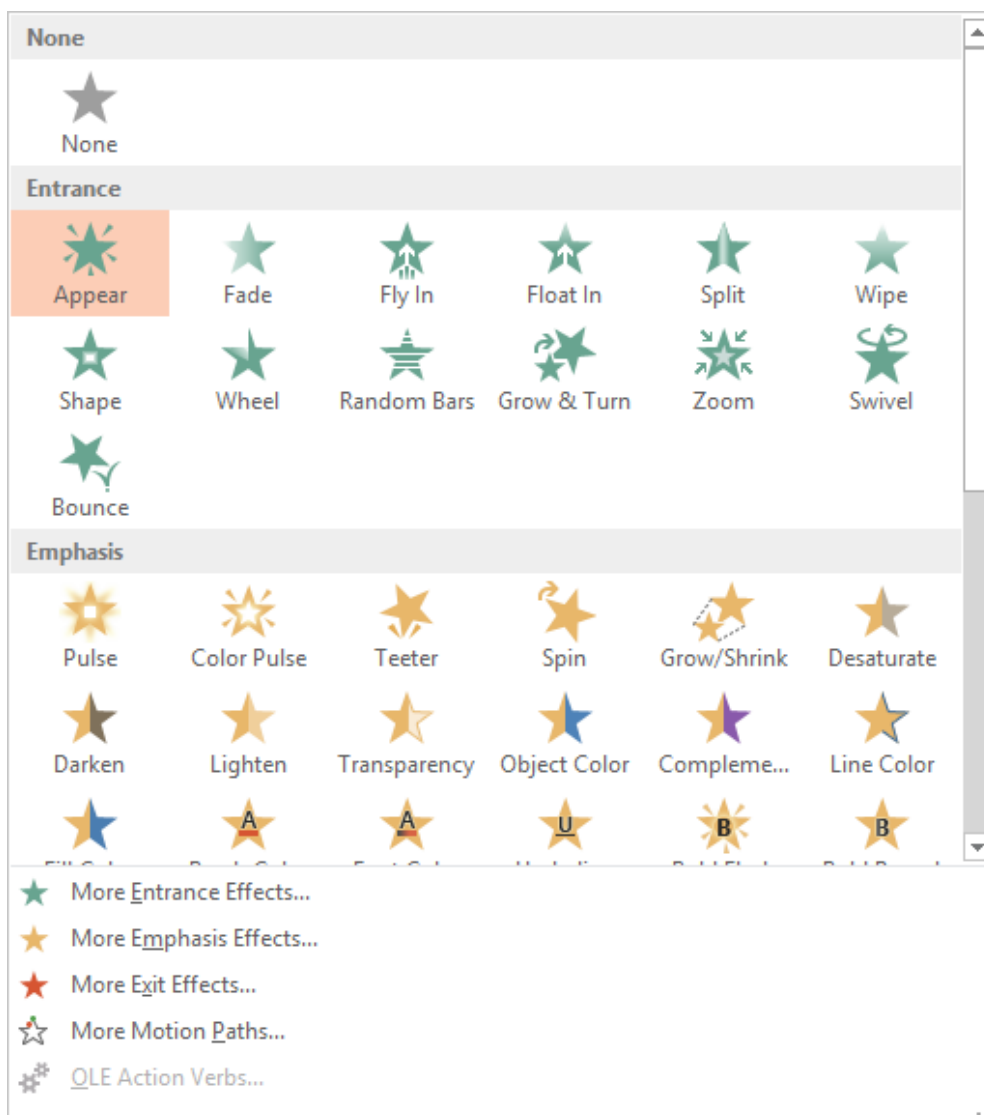 None
None
Entrance
Appear Fade Fly In Float In Split Wipe
Shape Wheel Random Bars Grow & Turn Zoom Swivel
Bounce
Emphasis
Pulse Color Pulse Teeter Spin Grow/Shrink Desaturate
Darken Lighten Transparency Object Color Compleme... Line Color
A A U B B
More Entrance Effects...
More Emphasis Effects...
More Exit Effects...
More Motion Paths...
OLE Action Verbs...